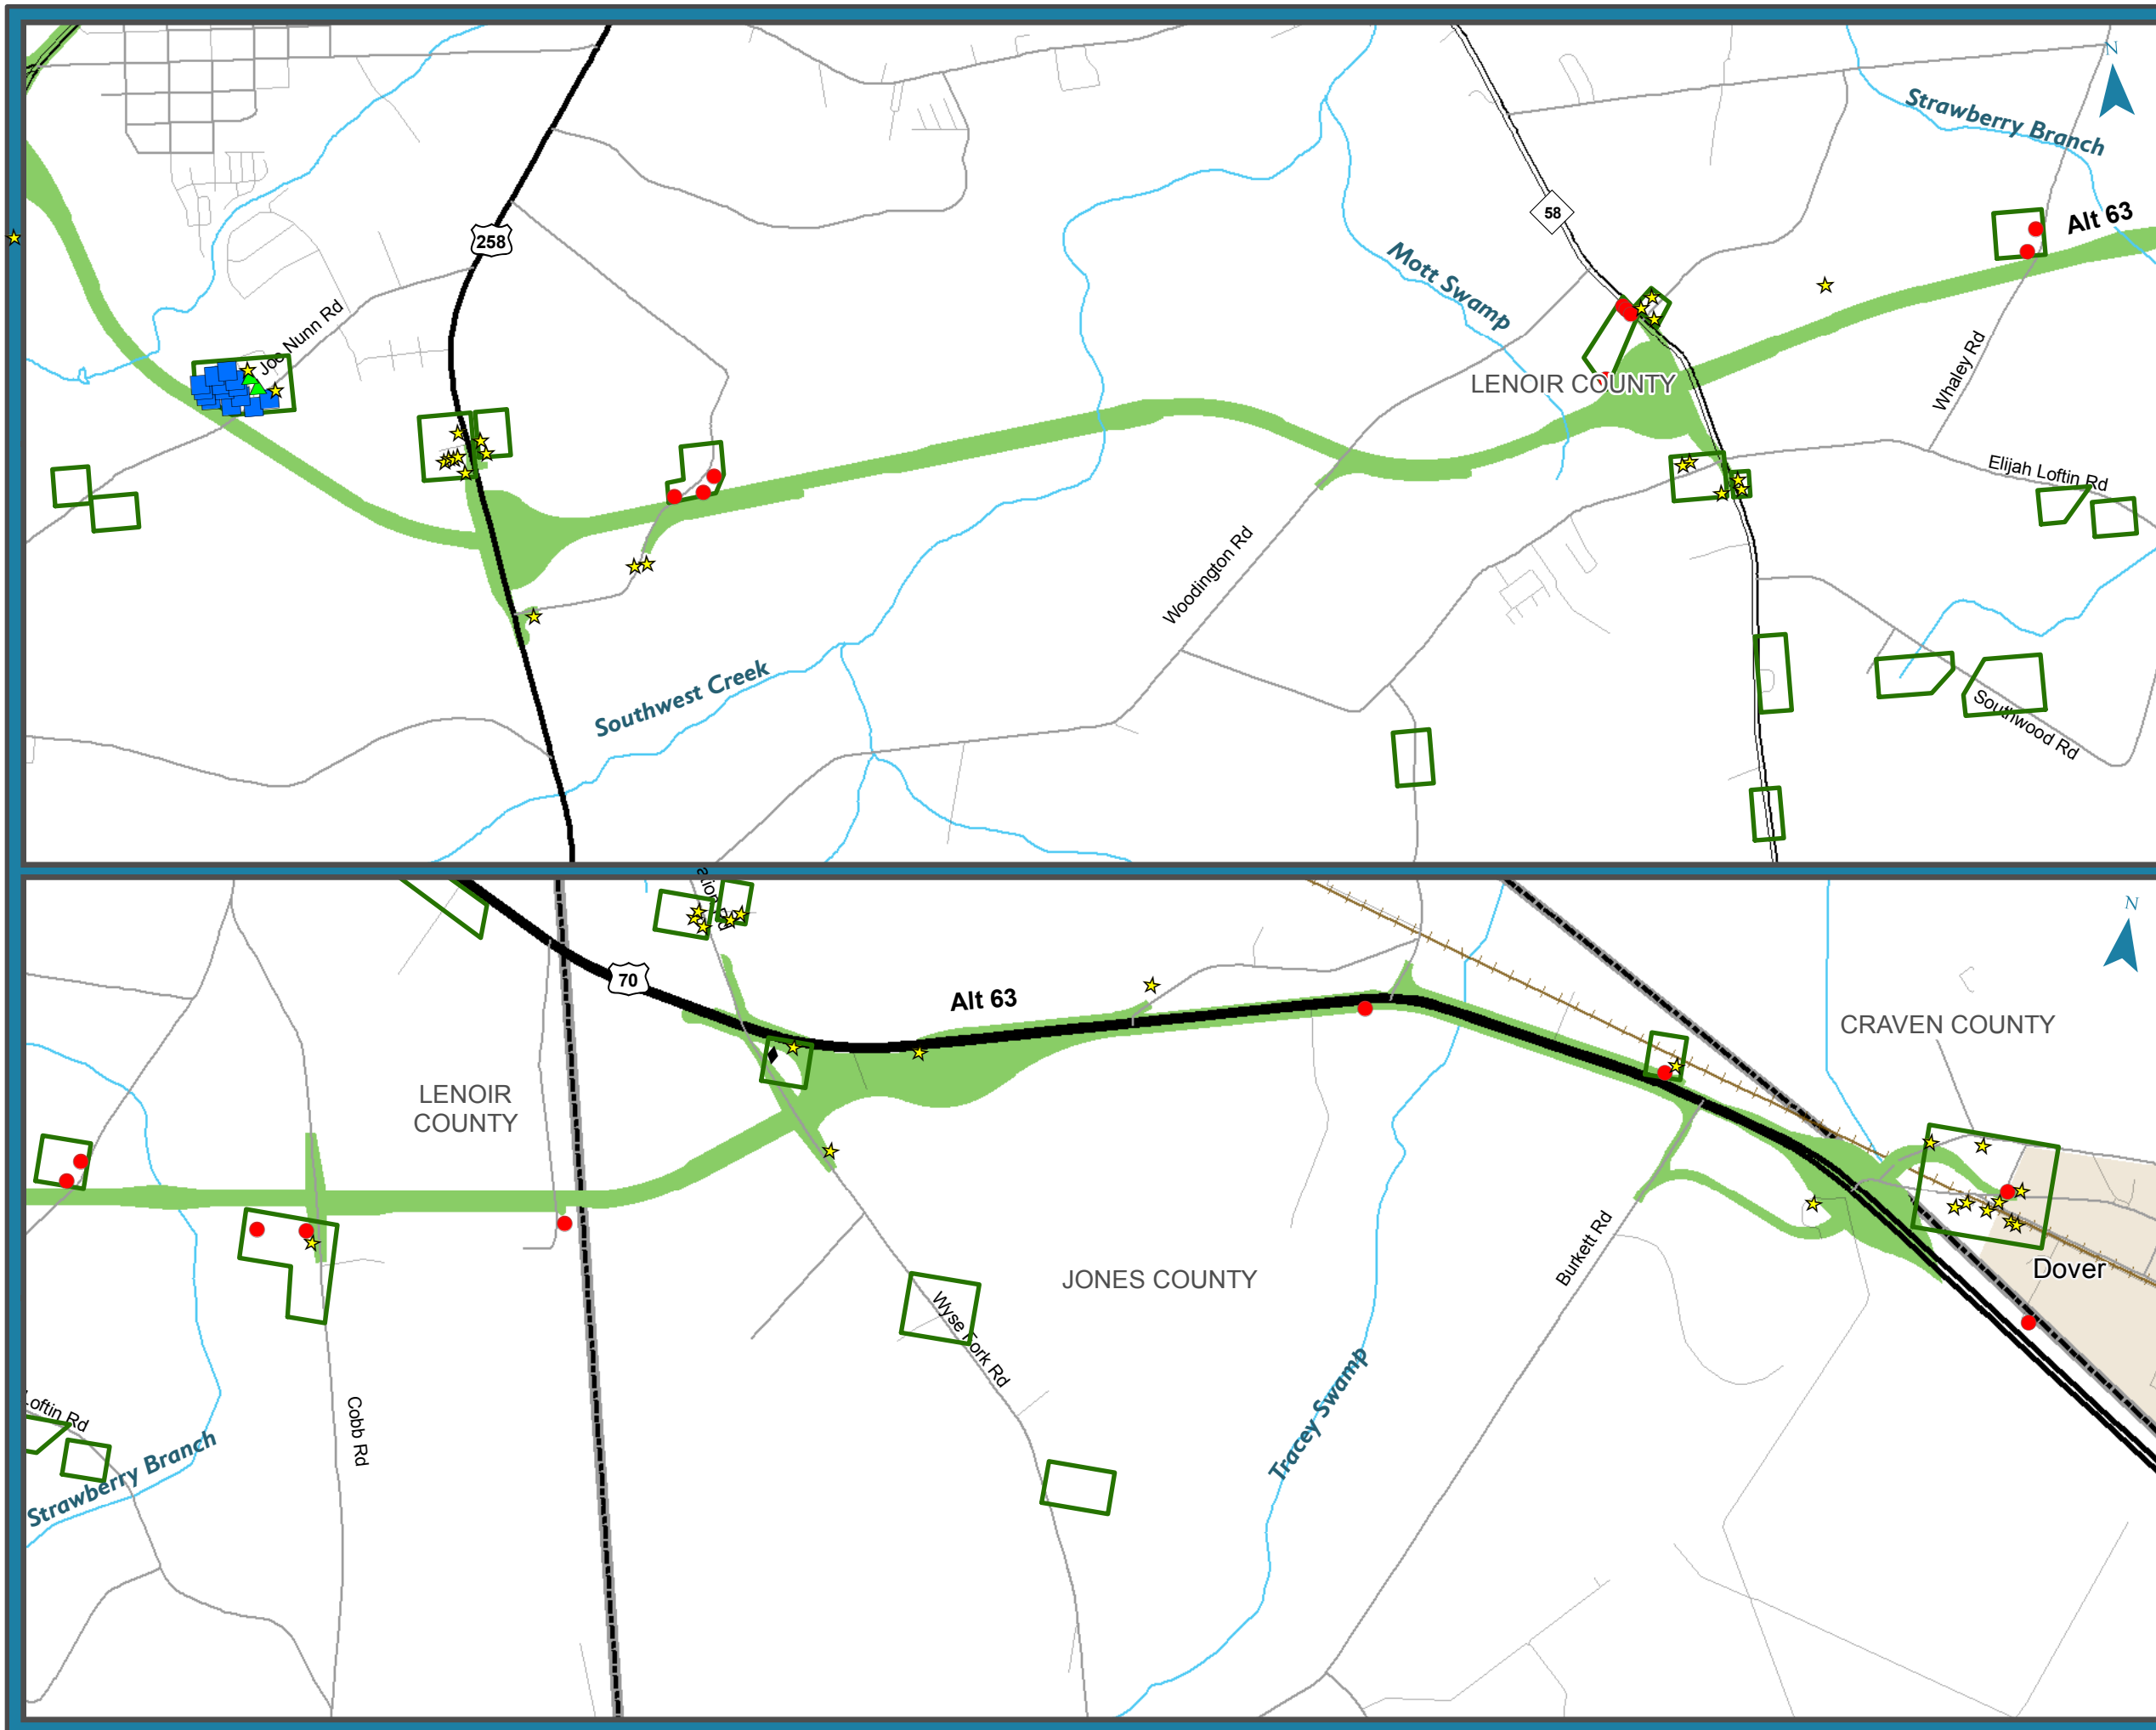 N
Strawberry Branch
Alt 63
58
258
Mott Swamp
Joe Nunn Rd
LENOIR COUNTY
Whaley Rd
Elijah Loftin Rd
Woodington Rd
Southwest Creek
Southwood Rd
N
70
Alt 63
CRAVEN COUNTY
LENOIR
COUNTY
JONES COUNTY
Burkett Rd
Dover
Wyse Fork Rd
Tracey Swamp
Cobb Rd
Loftin Rd
Strawberry Branch